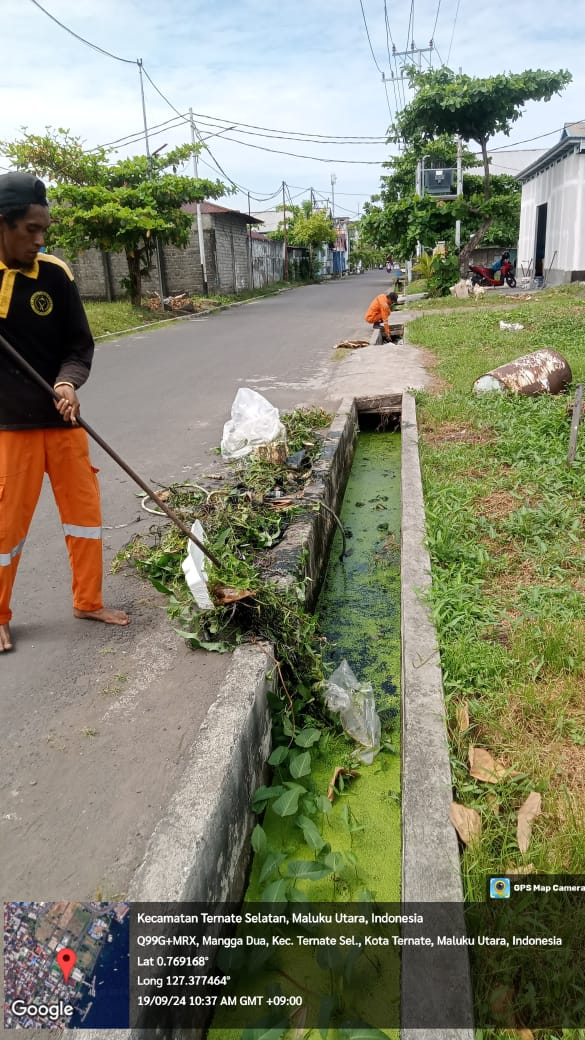 GPS Map Camera
Kecamatan Ternate Selatan, Maluku Utara, Indonesia
Q99G+MRX, Mangga Dua, Kec. Ternate Sel., Kota Ternate, Maluku Utara, Indonesia
Lat 0.769168°
Long 127.377464°
19/09/24 10:37 AM GMT +09:00
Google